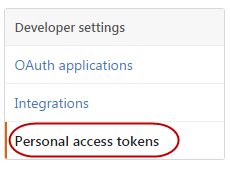 Developer settings
OAuth applications
Integrations
Personal access tokens